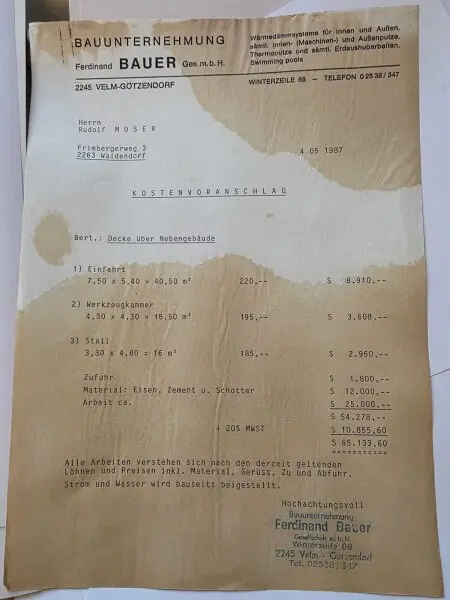 BAUUNTERNEHMUNG
Ferdinand BAUER Ges.m.b.H.
2245 VELM-GÖTZENDORF
Wärmedämmsysteme für Innen und Außen,
sämtl. Innen- (Maschinen-) und Außenputze,
Thermoputze und sämtl. Erdaushubarbeiten.
Swimming pools
WINTERZEILE 68 – TELEFON 0 25 38 / 347
Herrn
Rudolf MOSER
Frimbergerweg 3
2263 Waidendorf
4 05 1987
KOSTENVORANSCHLAG
Bert.: Decke über Nebengebäude
1) Einfahrt
7,50 x 5,40 = 40,50 m² 220,-- S 8.910,--
2) Werkzeugkammer
4,30 x 4,30 = 18,50 m² 195,-- S 3.608,--
3) Stall
3,30 x 4,80 = 16 m² 185,-- S 2.960,--
Zufuhr S 1.800,--
Material: Eisen, Zement u. Schotter S 12.000,--
Arbeit ca. S 25.000,--
S 54.278,--
+ 20% MWST S 10.855,60
S 65.133,60
===========
Alle Arbeiten verstehen sich nach den derzeit geltenden
Löhnen und Preisen inkl. Material, Gerüst, Zu und Abfuhr.
Strom und Wasser wird bauseits beigestellt.
Hochachtungsvoll
Bauunternehmung
Ferdinand Bauer
Gesellschaft m. b. H.
Winterzeile 68
2245 Velm - Götzendorf
Tel. 02538 / 347